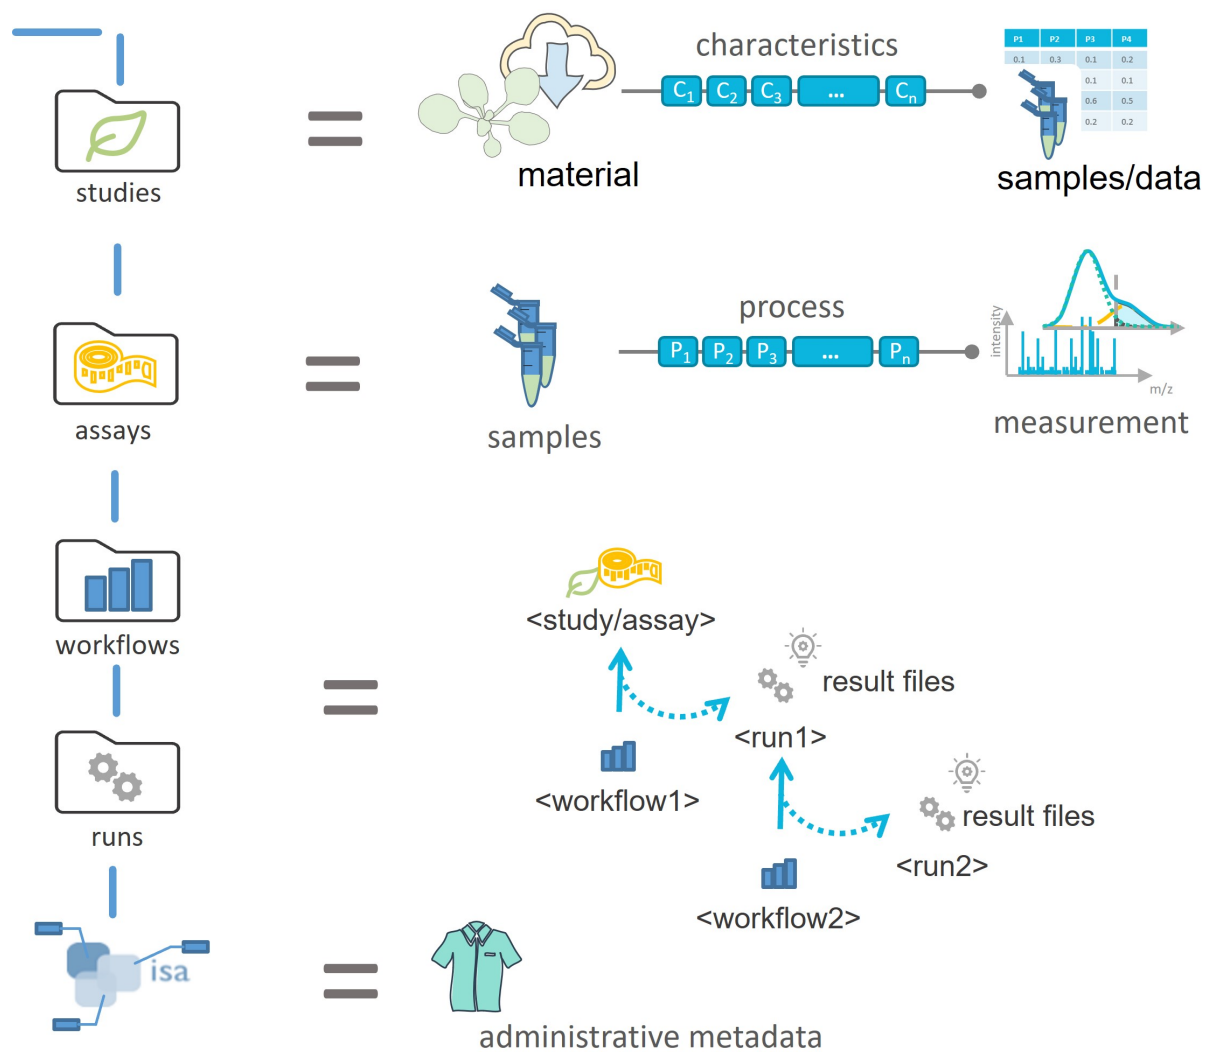 characteristics
C1 C2 C3 ... Cn
P1 P2 P3 P4
0.1 0.3 0.1 0.2
0.1 0.1
0.6 0.5
0.2 0.2
studies
material
samples/data
process
P1 P2 P3 ... Pn
intensity
m/z
assays
samples
measurement
<study/assay>
workflows
result files
<run1>
<workflow1>
result files
runs
<run2>
<workflow2>
isa
administrative metadata